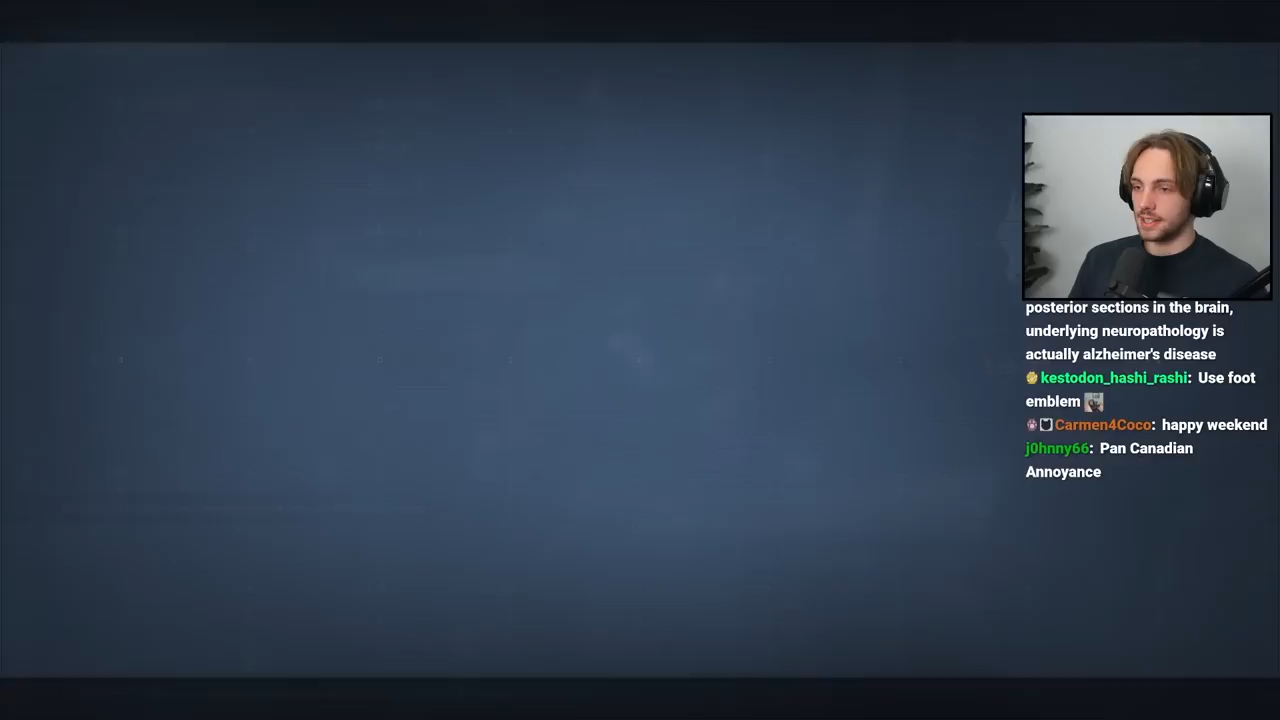 posterior sections in the brain,
underlying neuropathology is
actually alzheimer's disease
kestodon_hashi_rashi: Use foot
emblem
Carmen4Coco: happy weekend
j0hnny66: Pan Canadian
Annoyance